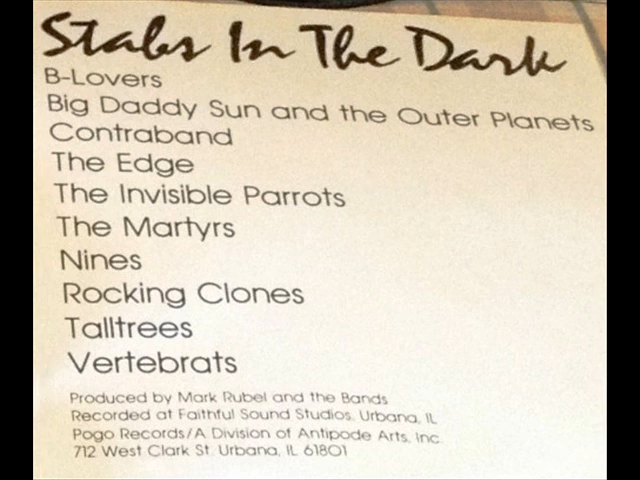 Stabs In The Dark
B-Lovers
Big Daddy Sun and the Outer Planets
Contraband
The Edge
The Invisible Parrots
The Martyrs
Nines
Rocking Clones
Talltrees
Vertebrats
Produced by Mark Rubel and the Bands
Recorded at Faithful Sound Studios, Urbana, IL
Pogo Records/A Division of Antipode Arts, Inc.
712 West Clark St. Urbana, IL 61801